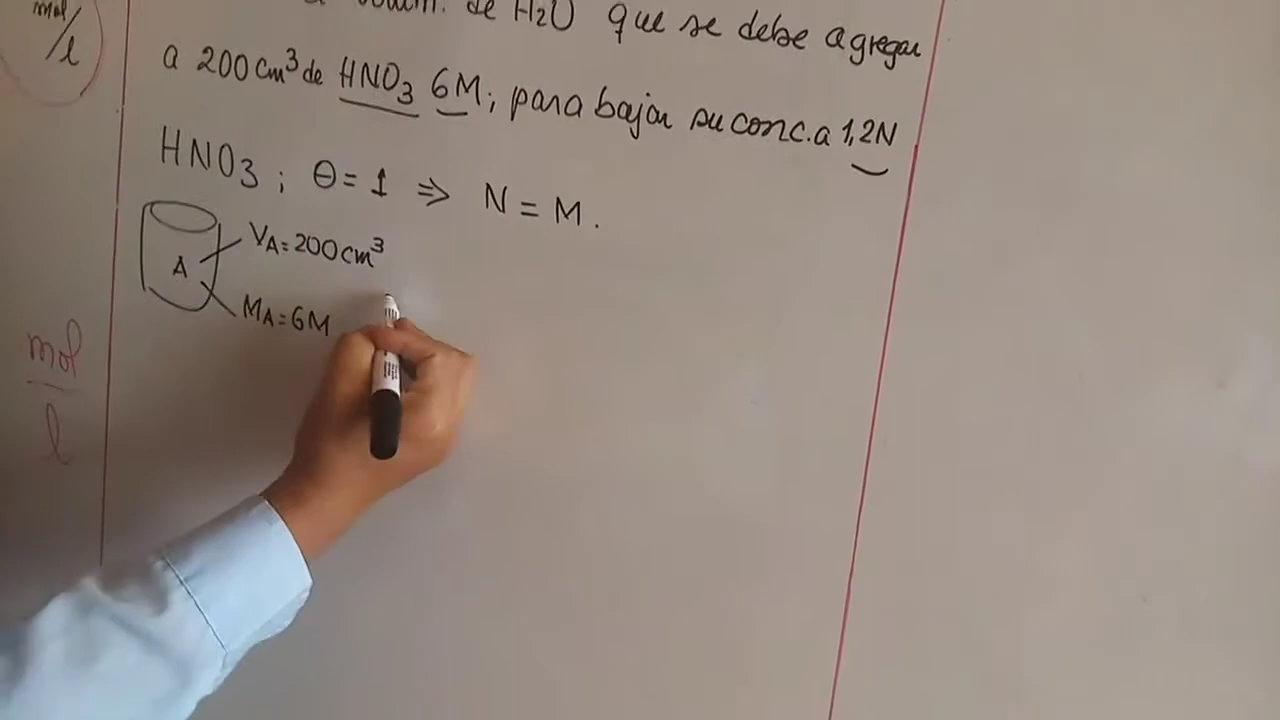 mol/l
de H2O que se debe agregar
a 200 cm³ de HNO3 6M; para bajar su conc. a 1,2N
HNO3; θ = 1 ⇒ N = M.
VA = 200 cm³
A
MA = 6M
mol
l